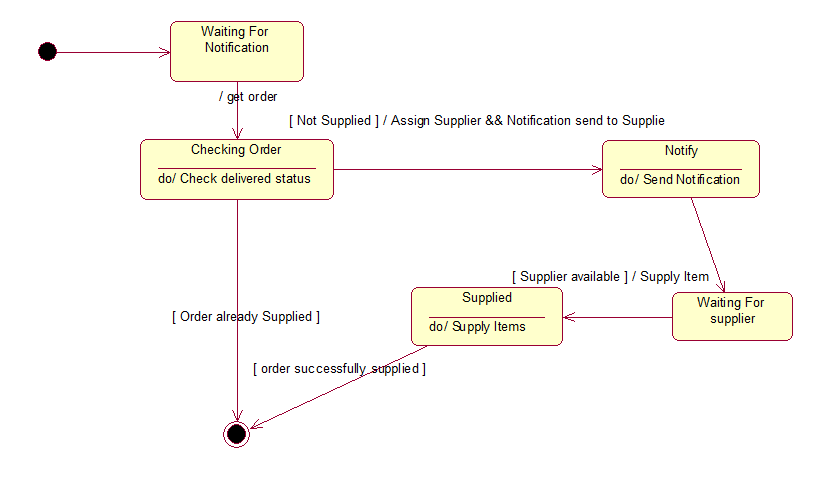 Waiting For
Notification
/ get order
[ Not Supplied ] / Assign Supplier && Notification send to Supplie
Checking Order
do/ Check delivered status
Notify
do/ Send Notification
[ Supplier available ] / Supply Item
Supplied
do/ Supply Items
Waiting For
supplier
[ Order already Supplied ]
[ order successfully supplied ]